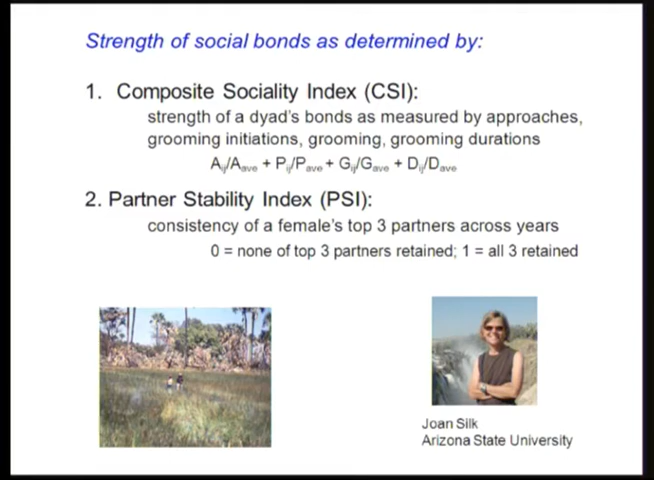 Strength of social bonds as determined by:
1. Composite Sociality Index (CSI):
strength of a dyad's bonds as measured by approaches,
grooming initiations, grooming, grooming durations
Aij/Aave + Pij/Pave + Gij/Gave + Dij/Dave
2. Partner Stability Index (PSI):
consistency of a female's top 3 partners across years
0 = none of top 3 partners retained; 1 = all 3 retained
Joan Silk
Arizona State University